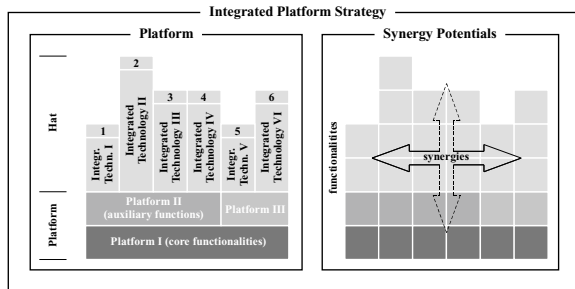 Integrated Platform Strategy
Platform
Synergy Potentials
Hat
Platform
1
Integr.
Techn. I
2
Integrated
Technology II
3
Integrated
Technology III
4
Integrated
Technology IV
5
Integr.
Techn. V
6
Integrated
Technology VI
Platform II
(auxiliary functions)
Platform III
Platform I (core functionalities)
functionalitites
synergies